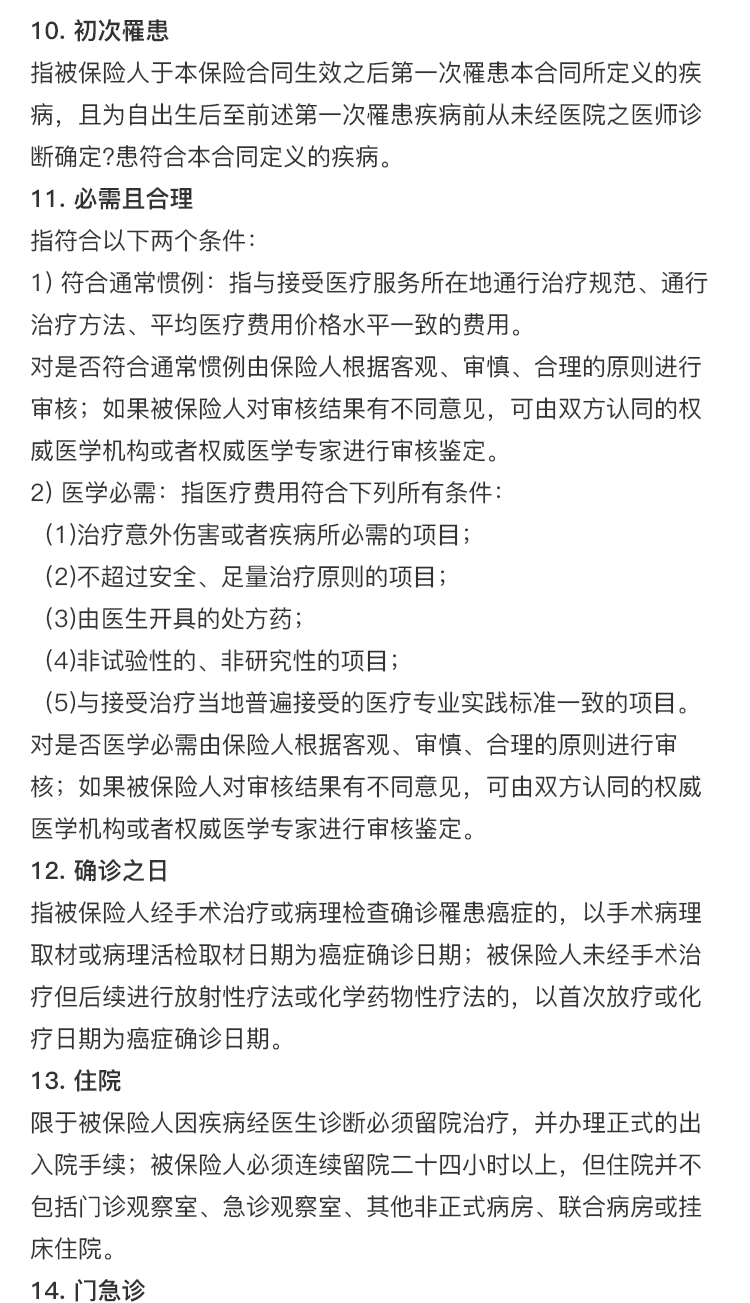 10. 初次罹患
指被保险人于本保险合同生效之后第一次罹患本合同所定义的疾
病，且为自出生后至前述第一次罹患疾病前从未经医院之医师诊
断确定?患符合本合同定义的疾病。
11. 必需且合理
指符合以下两个条件：
1) 符合通常惯例：指与接受医疗服务所在地通行治疗规范、通行
治疗方法、平均医疗费用价格水平一致的费用。
对是否符合通常惯例由保险人根据客观、审慎、合理的原则进行
审核；如果被保险人对审核结果有不同意见，可由双方认同的权
威医学机构或者权威医学专家进行审核鉴定。
2) 医学必需：指医疗费用符合下列所有条件：
（1)治疗意外伤害或者疾病所必需的项目；
（2)不超过安全、足量治疗原则的项目；
（3)由医生开具的处方药；
（4)非试验性的、非研究性的项目；
（5)与接受治疗当地普遍接受的医疗专业实践标准一致的项目。
对是否医学必需由保险人根据客观、审慎、合理的原则进行审
核；如果被保险人对审核结果有不同意见，可由双方认同的权威
医学机构或者权威医学专家进行审核鉴定。
12. 确诊之日
指被保险人经手术治疗或病理检查确诊罹患癌症的，以手术病理
取材或病理活检取材日期为癌症确诊日期；被保险人未经手术治
疗但后续进行放射性疗法或化学药物性疗法的，以首次放疗或化
疗日期为癌症确诊日期。
13. 住院
限于被保险人因疾病经医生诊断必须留院治疗，并办理正式的出
入院手续；被保险人必须连续留院二十四小时以上，但住院并不
包括门诊观察室、急诊观察室、其他非正式病房、联合病房或挂
床住院。
14. 门急诊